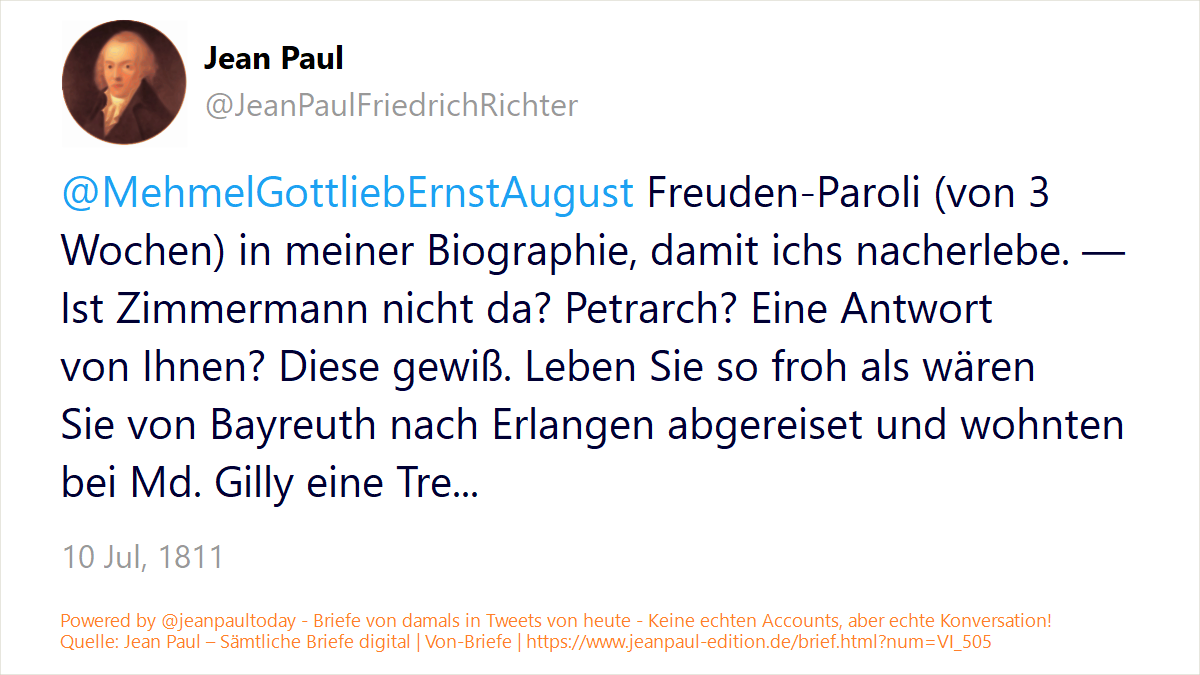 Jean Paul
@JeanPaulFriedrichRichter
@MehmelGottliebErnstAugust Freuden-Paroli (von 3
Wochen) in meiner Biographie, damit ichs nacherlebe. —
Ist Zimmermann nicht da? Petrarch? Eine Antwort
von Ihnen? Diese gewiß. Leben Sie so froh als wären
Sie von Bayreuth nach Erlangen abgereiset und wohnten
bei Md. Gilly eine Tre...
10 Jul, 1811
Powered by @jeanpaultoday - Briefe von damals in Tweets von heute - Keine echten Accounts, aber echte Konversation!
Quelle: Jean Paul – Sämtliche Briefe digital | Von-Briefe | https://www.jeanpaul-edition.de/brief.html?num=VI_505